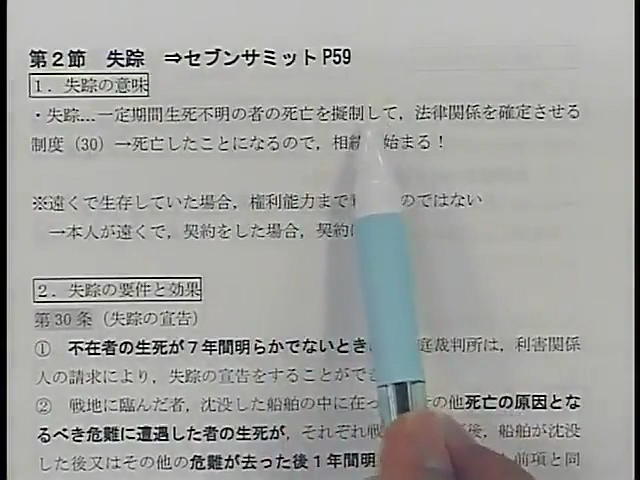 第2節 失踪 ⇒セブンサミットP59
1．失踪の意味
・失踪…一定期間生死不明の者の死亡を擬制して，法律関係を確定させる
制度（30）→死亡したことになるので，相続 始まる！
※遠くで生存していた場合，権利能力まで のではない
→本人が遠くで，契約をした場合，契約
2．失踪の要件と効果
第30条（失踪の宣告）
① 不在者の生死が7年間明らかでないとき 庭裁判所は，利害関係
人の請求により，失踪の宣告をすることがで
② 戦地に臨んだ者，沈没した船舶の中に在っ の他死亡の原因とな
るべき危難に遭遇した者の生死が，それぞれ戦 後，船舶が沈没
した後又はその他の危難が去った後1年間明 前項と同